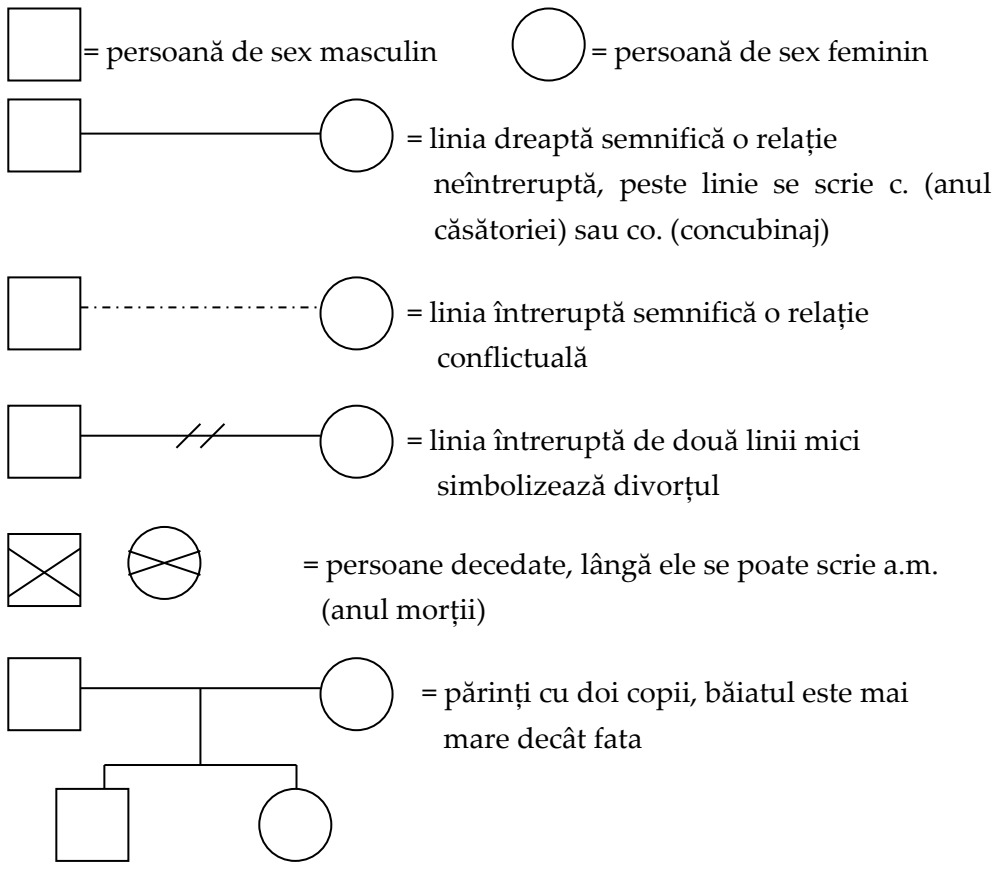 = persoană de sex masculin = persoană de sex feminin
= linia dreaptă semnifică o relație
neîntreruptă, peste linie se scrie c. (anul
căsătoriei) sau co. (concubinaj)
= linia întreruptă semnifică o relație
conflictuală
= linia întreruptă de două linii mici
simbolizează divorțul
= persoane decedate, lângă ele se poate scrie a.m.
(anul morții)
= părinți cu doi copii, băiatul este mai
mare decât fata